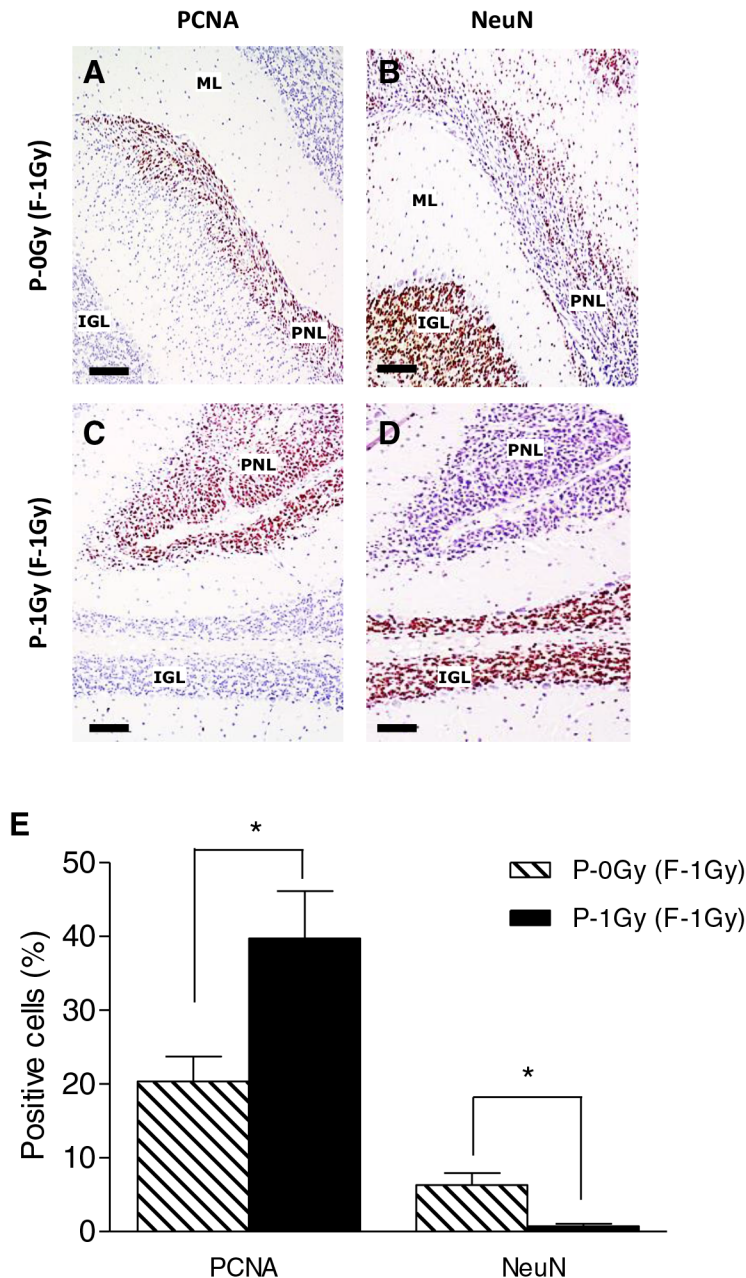 PCNA
NeuN
P-0Gy (F-1Gy)
A
ML
IGL
PNL
B
ML
IGL
PNL
P-1Gy (F-1Gy)
C
PNL
IGL
D
PNL
IGL
E
Positive cells (%)
50
40
30
20
10
0
*
*
P-0Gy (F-1Gy)
P-1Gy (F-1Gy)
PCNA
NeuN